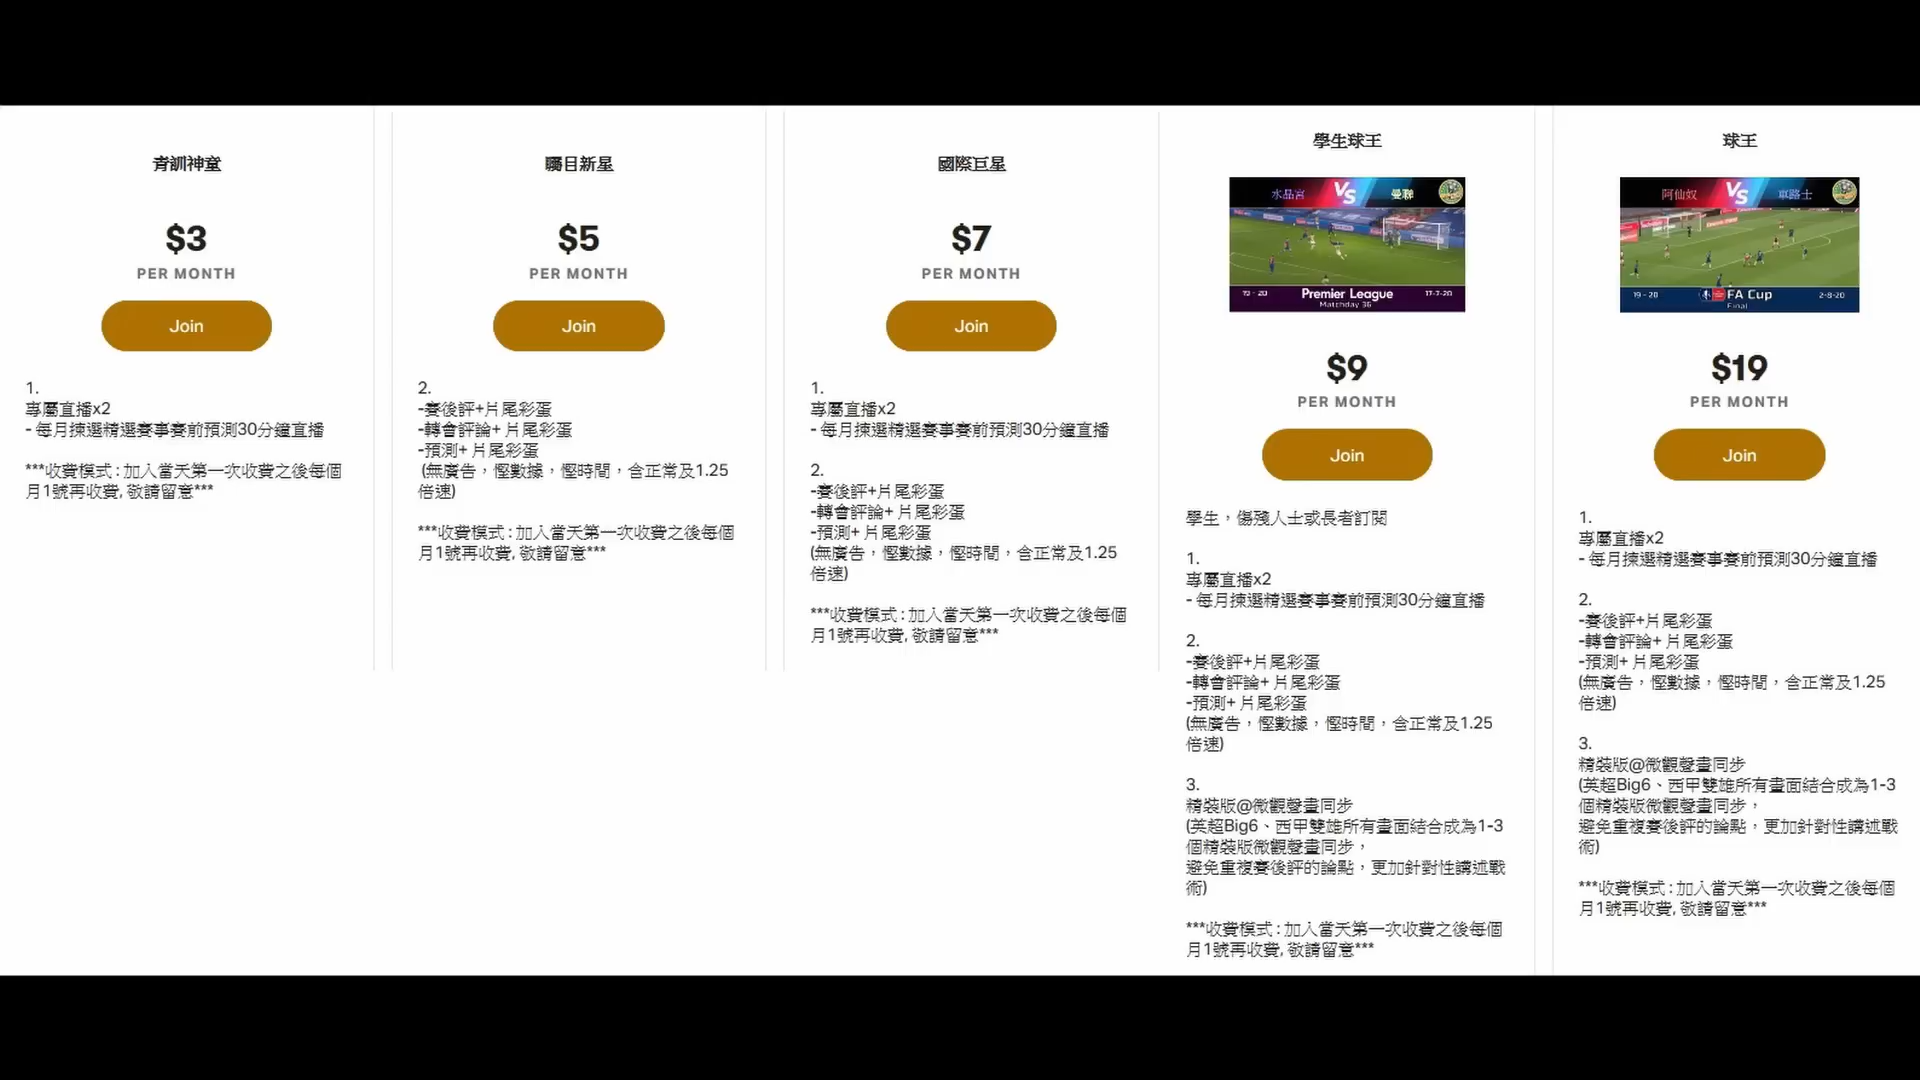 青訓神童
$3
PER MONTH
Join
1.
專屬直播x2
- 每月揀選精選賽事賽前預測30分鐘直播
***收費模式 : 加入當天第一次收費之後每個
月1號再收費, 敬請留意***
矚目新星
$5
PER MONTH
Join
2.
-賽後評+片尾彩蛋
-轉會評論+ 片尾彩蛋
-預測+ 片尾彩蛋
(無廣告，慳數據，慳時間，含正常及1.25
倍速)
***收費模式 : 加入當天第一次收費之後每個
月1號再收費, 敬請留意***
國際巨星
$7
PER MONTH
Join
1.
專屬直播x2
- 每月揀選精選賽事賽前預測30分鐘直播
2.
-賽後評+片尾彩蛋
-轉會評論+ 片尾彩蛋
-預測+ 片尾彩蛋
(無廣告，慳數據，慳時間，含正常及1.25
倍速)
***收費模式 : 加入當天第一次收費之後每個
月1號再收費, 敬請留意***
學生球王
水晶宮 VS 曼聯
19 - 20 Premier League 17-7-20
Matchday 36
$9
PER MONTH
Join
學生，傷殘人士或長者訂閱
1.
專屬直播x2
- 每月揀選精選賽事賽前預測30分鐘直播
2.
-賽後評+片尾彩蛋
-轉會評論+ 片尾彩蛋
-預測+ 片尾彩蛋
(無廣告，慳數據，慳時間，含正常及1.25
倍速)
3.
精裝版@微觀聲畫同步
(英超Big6、西甲雙雄所有畫面結合成為1-3
個精裝版微觀聲畫同步，
避免重複賽後評的論點，更加針對性講述戰
術)
***收費模式 : 加入當天第一次收費之後每個
月1號再收費, 敬請留意***
球王
阿仙奴 VS 車路士
19 - 20 FA Cup 2-8-20
Final
$19
PER MONTH
Join
1.
專屬直播x2
- 每月揀選精選賽事賽前預測30分鐘直播
2.
-賽後評+片尾彩蛋
-轉會評論+ 片尾彩蛋
-預測+ 片尾彩蛋
(無廣告，慳數據，慳時間，含正常及1.25
倍速)
3.
精裝版@微觀聲畫同步
(英超Big6、西甲雙雄所有畫面結合成為1-3
個精裝版微觀聲畫同步，
避免重複賽後評的論點，更加針對性講述戰
術)
***收費模式 : 加入當天第一次收費之後每個
月1號再收費, 敬請留意***